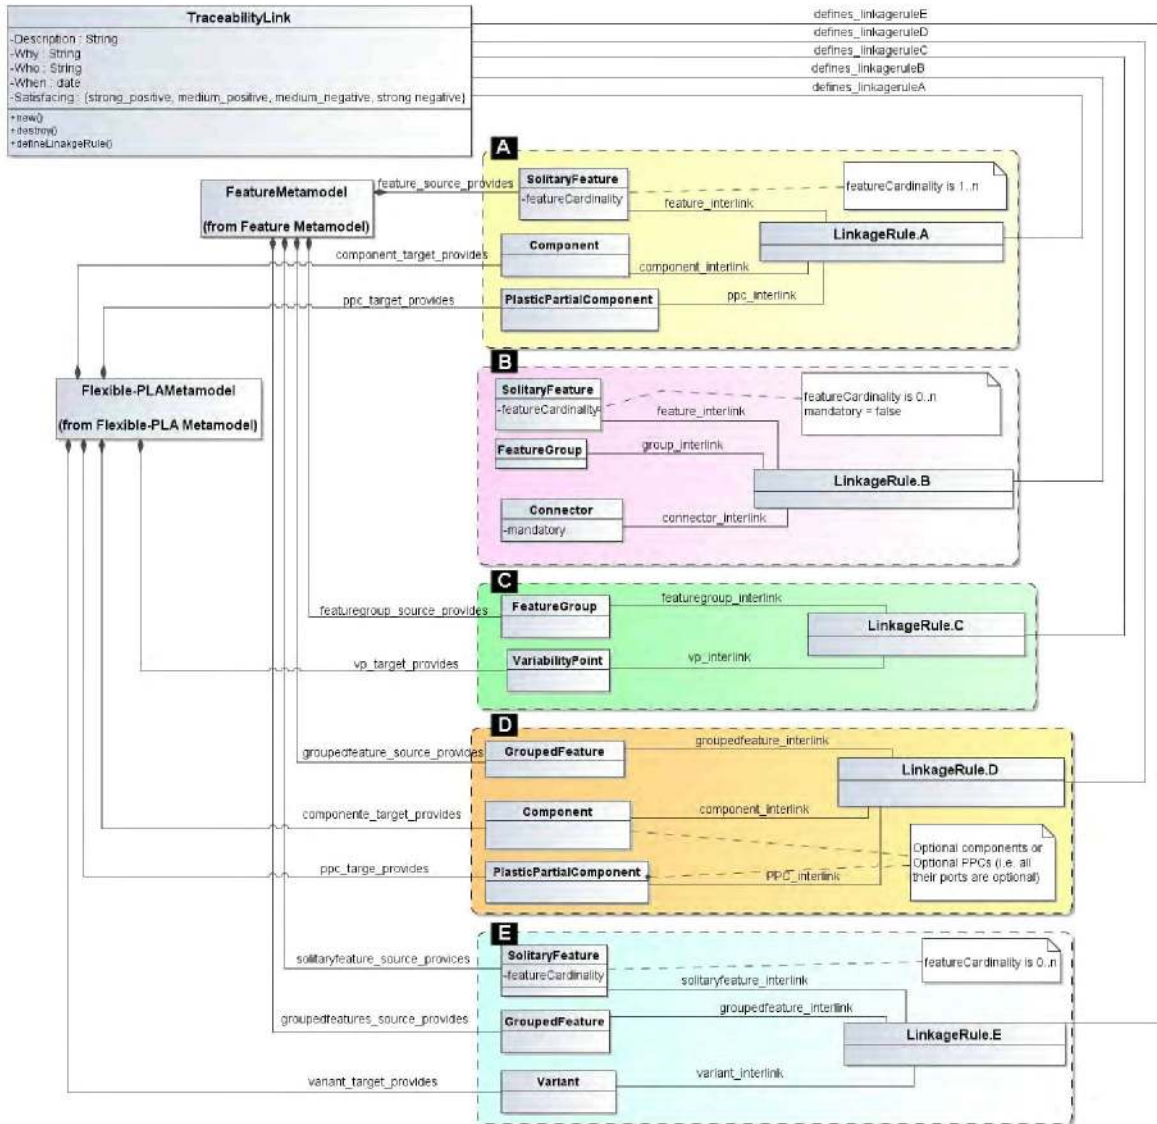 TraceabilityLink
-Description : String
-Why : String
-Who : String
-When : date
-Satisfacing : {strong_positive, medium_positive, medium_negative, strong negative}
+new()
+destroy()
+defineLinakgeRule()
defines_linkageruleE
defines_linkageruleD
defines_linkageruleC
defines_linkageruleB
defines_linkageruleA
FeatureMetamodel
(from Feature Metamodel)
Flexible-PLAMetamodel
(from Flexible-PLA Metamodel)
feature_source_provides
component_target_provides
ppc_target_provides
A
SolitaryFeature
-featureCardinality
featureCardinality is 1..n
feature_interlink
Component
component_interlink
PlasticPartialComponent
ppc_interlink
LinkageRule.A
B
SolitaryFeature
-featureCardinality
featureCardinality is 0..n
mandatory = false
feature_interlink
FeatureGroup
group_interlink
LinkageRule.B
Connector
-mandatory
connector_interlink
C
featuregroup_source_provides
FeatureGroup
featuregroup_interlink
LinkageRule.C
vp_target_provides
VariabilityPoint
vp_interlink
D
groupedfeature_source_provides
GroupedFeature
groupedfeature_interlink
LinkageRule.D
componente_target_provides
Component
component_interlink
ppc_targe_provides
PlasticPartialComponent
PPC_interlink
Optional components or
Optional PPCs (i.e. all
their ports are optional)
E
solitaryfeature_source_provices
SolitaryFeature
-featureCardinality
featureCardinality is 0..n
solitaryfeature_interlink
groupedfeatures_source_provides
GroupedFeature
groupedfeature_interlink
LinkageRule.E
variant_target_provides
Variant
variant_interlink